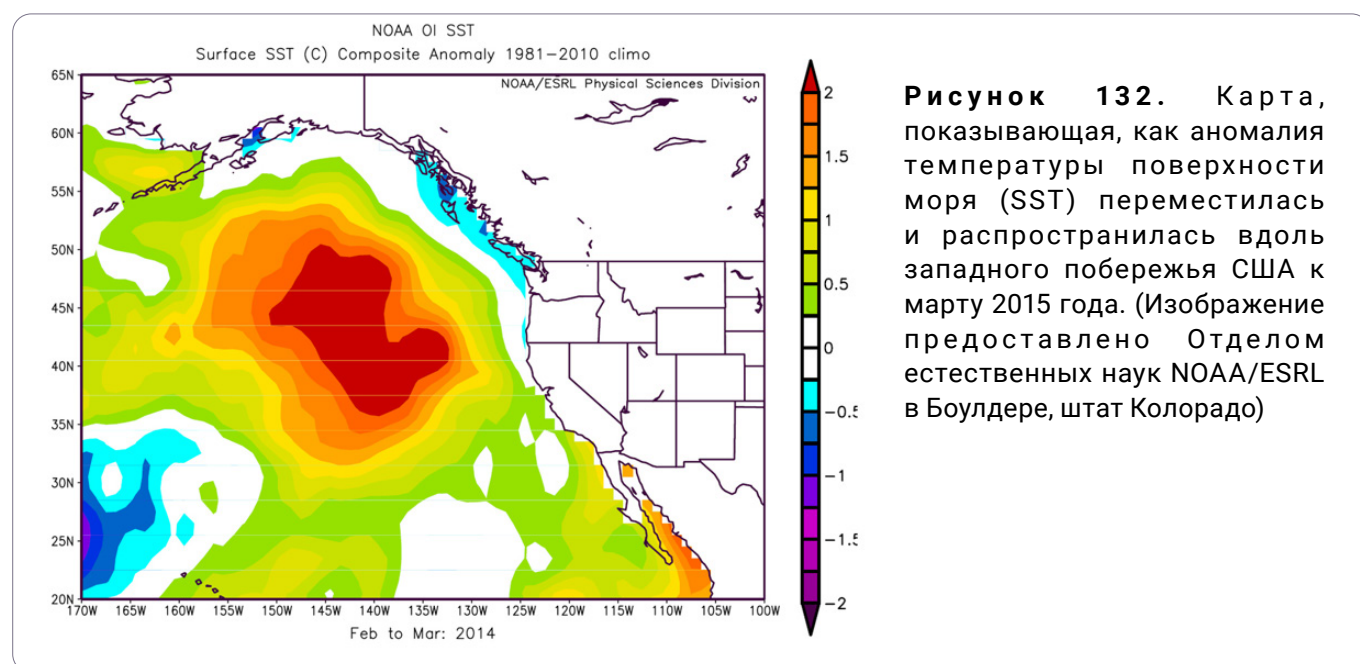 NOAA OI SST
Surface SST (C) Composite Anomaly 1981-2010 climo
NOAA/ESRL Physical Sciences Division
65N
60N
55N
50N
45N
40N
35N
30N
25N
20N
170W 165W 160W 155W 150W 145W 140W 135W 130W 125W 120W 115W 110W 105W 100W
Feb to Mar: 2014
2
1.5
1
0.5
0
-0.5
-1
-1.5
-2
Рисунок 132. Карта,
показывающая, как аномалия
температуры поверхности
моря (SST) переместилась
и распространилась вдоль
западного побережья США к
марту 2015 года. (Изображение
предоставлено Отделом
естественных наук NOAA/ESRL
в Боулдере, штат Колорадо)